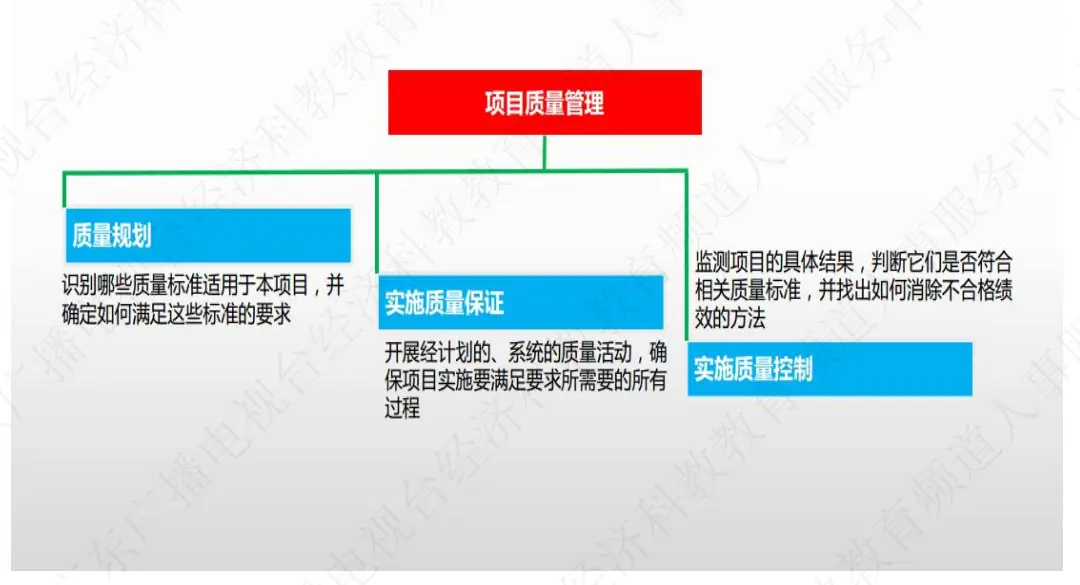 项目质量管理
质量规划
识别哪些质量标准适用于本项目，并
确定如何满足这些标准的要求
实施质量保证
开展经计划的、系统的质量活动，确
保项目实施要满足要求所需要的所有
过程
监测项目的具体结果，判断它们是否符合
相关质量标准，并找出如何消除不合格绩
效的方法
实施质量控制
广东广播电视台经济科教教育频道人事服务中心